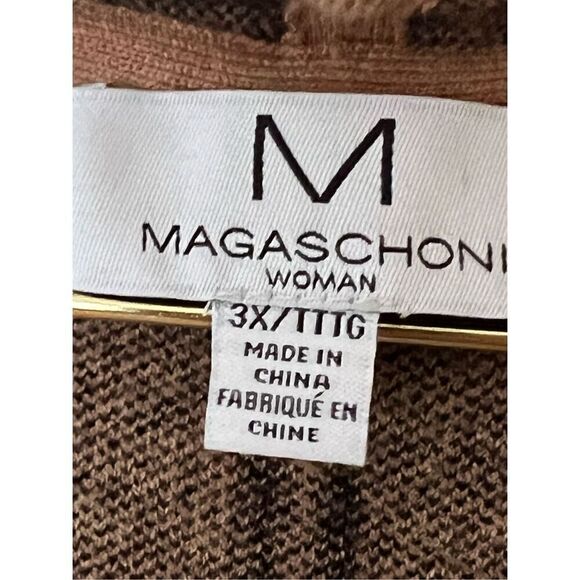 M
MAGASCHONI
WOMAN
3X/TTTG
MADE IN
CHINA
FABRIQUÉ EN
CHINE